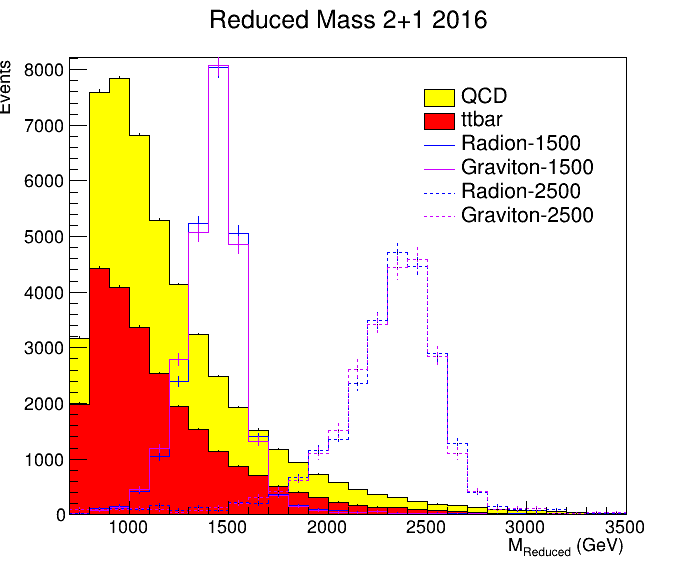 Reduced Mass 2+1 2016
Events
8000
7000
6000
5000
4000
3000
2000
1000
0
QCD
ttbar
Radion-1500
Graviton-1500
Radion-2500
Graviton-2500
1000 1500 2000 2500 3000 3500
M_Reduced (GeV)